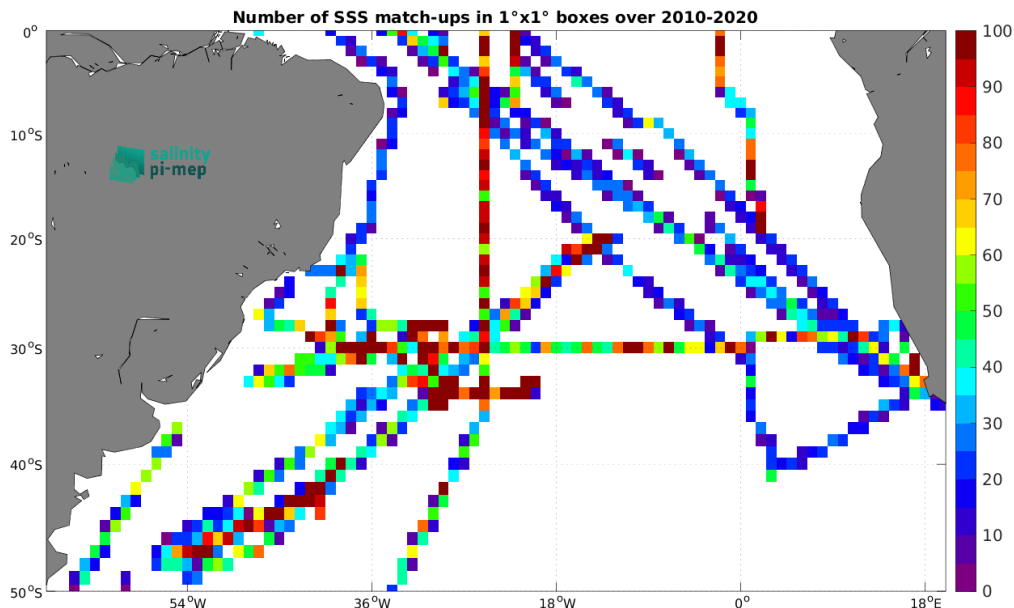 Number of SSS match-ups in 1°x1° boxes over 2010-2020
0°
10°S
20°S
30°S
40°S
50°S
54°W
36°W
18°W
0°
18°E
salinity
pi-mep
100
90
80
70
60
50
40
30
20
10
0